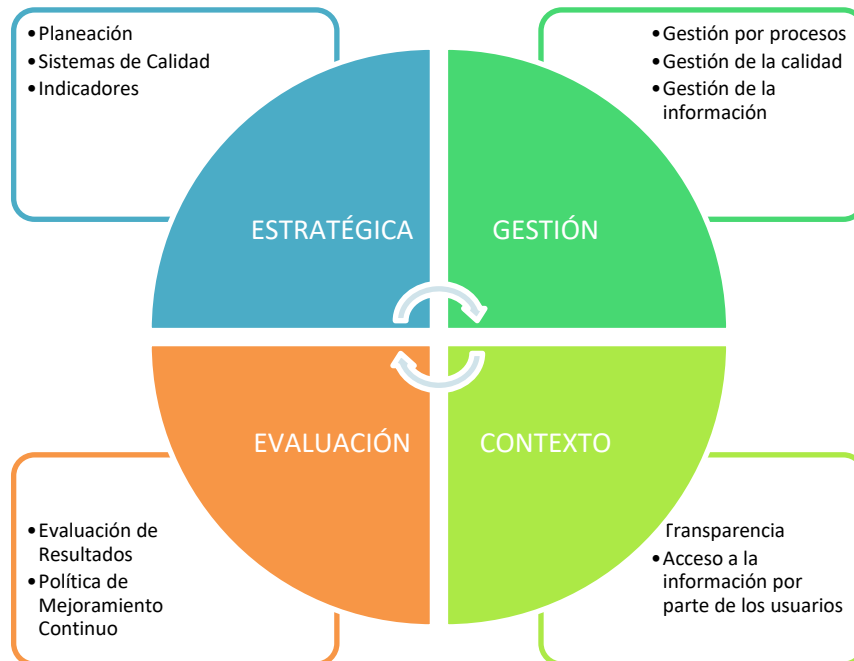 •Planeación
•Sistemas de Calidad
•Indicadores
•Gestión por procesos
•Gestión de la calidad
•Gestión de la
información
ESTRATÉGICA
GESTIÓN
EVALUACIÓN
CONTEXTO
•Evaluación de
Resultados
•Política de
Mejoramiento
Continuo
Transparencia
•Acceso a la
información por
parte de los usuarios